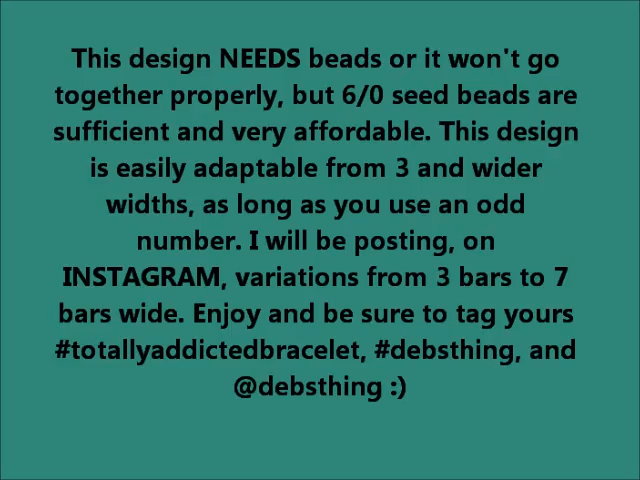 This design NEEDS beads or it won't go
together properly, but 6/0 seed beads are
sufficient and very affordable. This design
is easily adaptable from 3 and wider
widths, as long as you use an odd
number. I will be posting, on
INSTAGRAM, variations from 3 bars to 7
bars wide. Enjoy and be sure to tag yours
#totallyaddictedbracelet, #debsthing, and
@debsthing :)